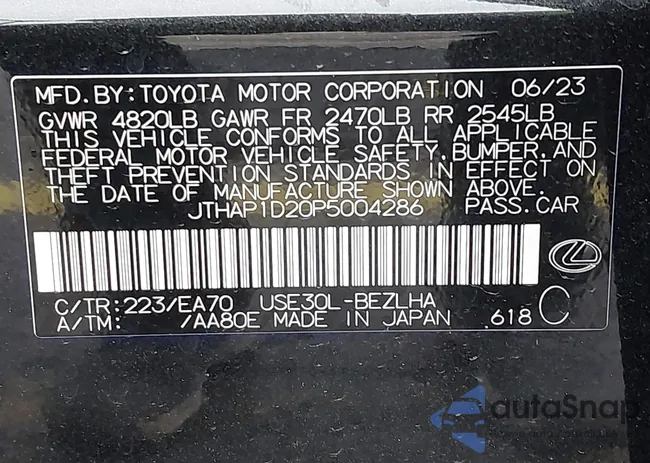 MFD.BY:TOYOTA MOTOR CORPORATION 06/23
GVWR 4820LB GAWR FR 2470LB RR 2545LB
THIS VEHICLE CONFORMS TO ALL APPLICABLE
FEDERAL MOTOR VEHICLE SAFETY,BUMPER,AND
THEFT PREVENTION STANDARDS IN EFFECT ON
THE DATE OF MANUFACTURE SHOWN ABOVE.
JTHAP1D20P5004286 PASS.CAR
C/TR:223/EA70 USE30L-BEZLHA
A/TM: /AA80E MADE IN JAPAN .618 C
autoSnap